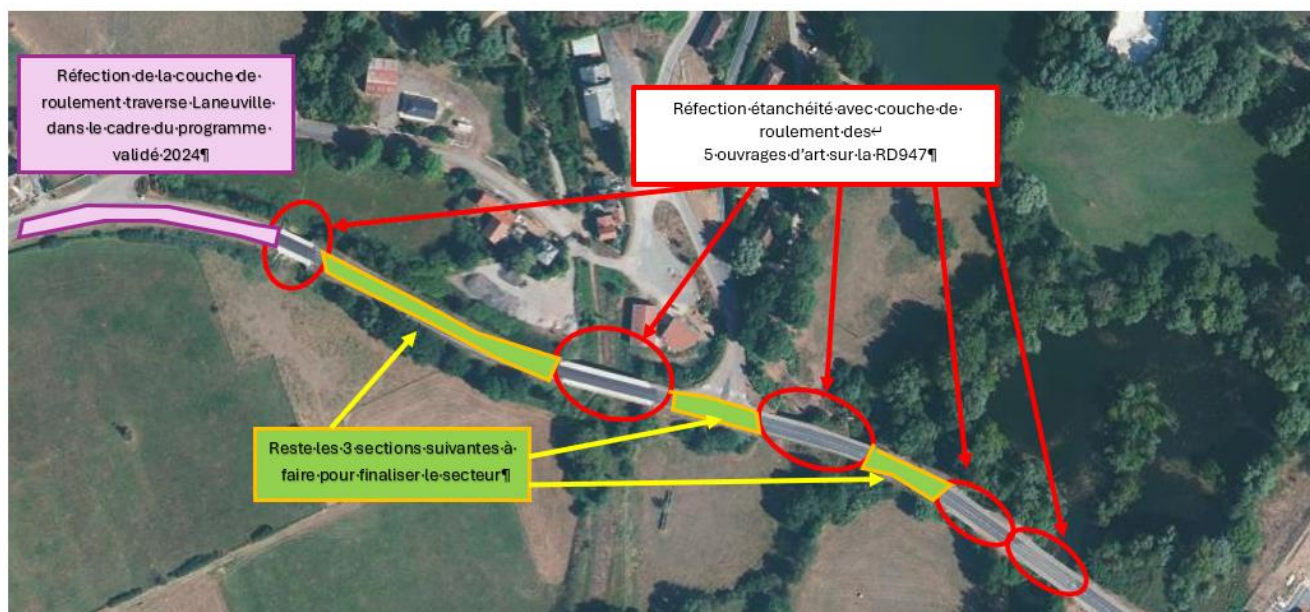 Réfection·de·la·couche·de·
roulement·traverse·Laneuville·
dans·le·cadre·du·programme·
validé·2024¶
Réfection·étanchéité·avec·couche·de·
roulement·des↵
5·ouvrages·d'art·sur·la·RD947¶
Reste·les·3·sections·suivantes·à·
faire·pour·finaliser·le·secteur¶